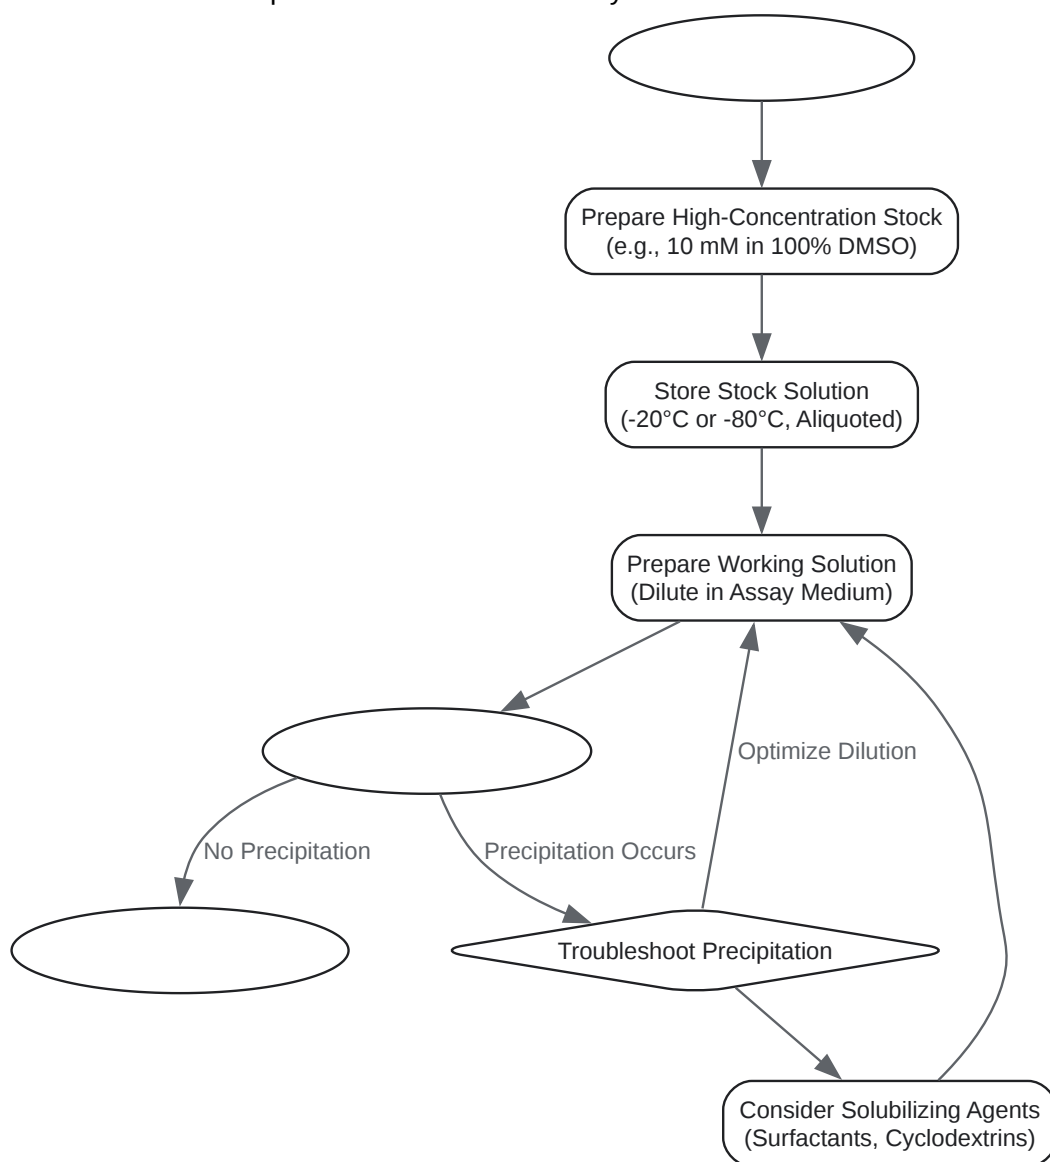 Prepare High-Concentration Stock
(e.g., 10 mM in 100% DMSO)
Store Stock Solution
(-20°C or -80°C, Aliquoted)
Prepare Working Solution
(Dilute in Assay Medium)
Optimize Dilution
No Precipitation
Precipitation Occurs
Troubleshoot Precipitation
Consider Solubilizing Agents
(Surfactants, Cyclodextrins)